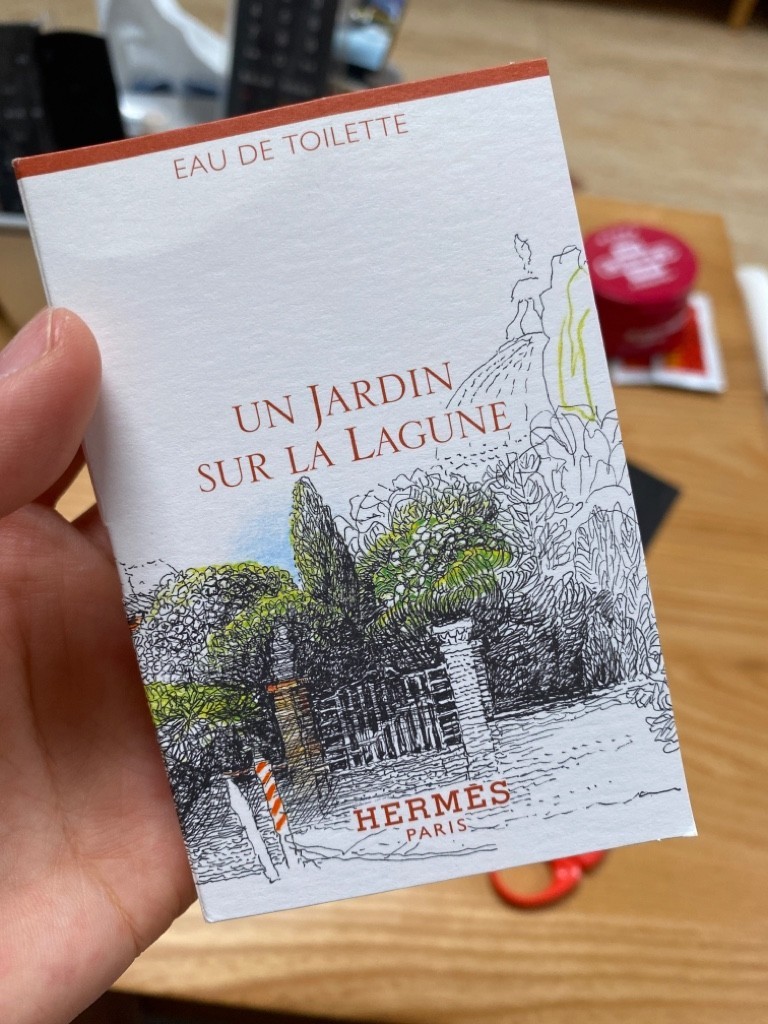 EAU DE TOILETTE
UN JARDIN
SUR LA LAGUNE
HERMÈS
PARIS